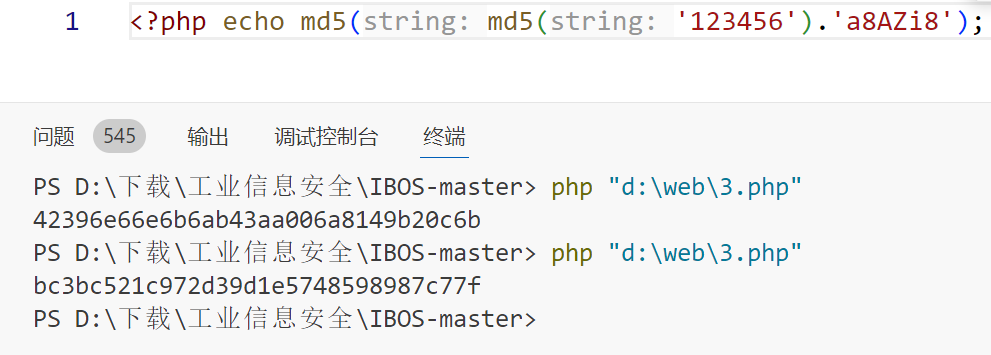 1 <?php echo md5(string: md5(string: '123456').'a8AZi8');
问题 545 输出 调试控制台 终端
PS D:\下载\工业信息安全\IBOS-master> php "d:\web\3.php"
42396e66e6b6ab43aa006a8149b20c6b
PS D:\下载\工业信息安全\IBOS-master> php "d:\web\3.php"
bc3bc521c972d39d1e5748598987c77f
PS D:\下载\工业信息安全\IBOS-master>